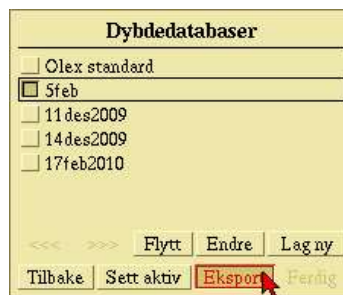 Dybdedatabaser
Olex standard
5feb
11des2009
14des2009
17feb2010
<<< >>> Flytt Endre Lag ny
Tilbake Sett aktiv Eksport Ferdig